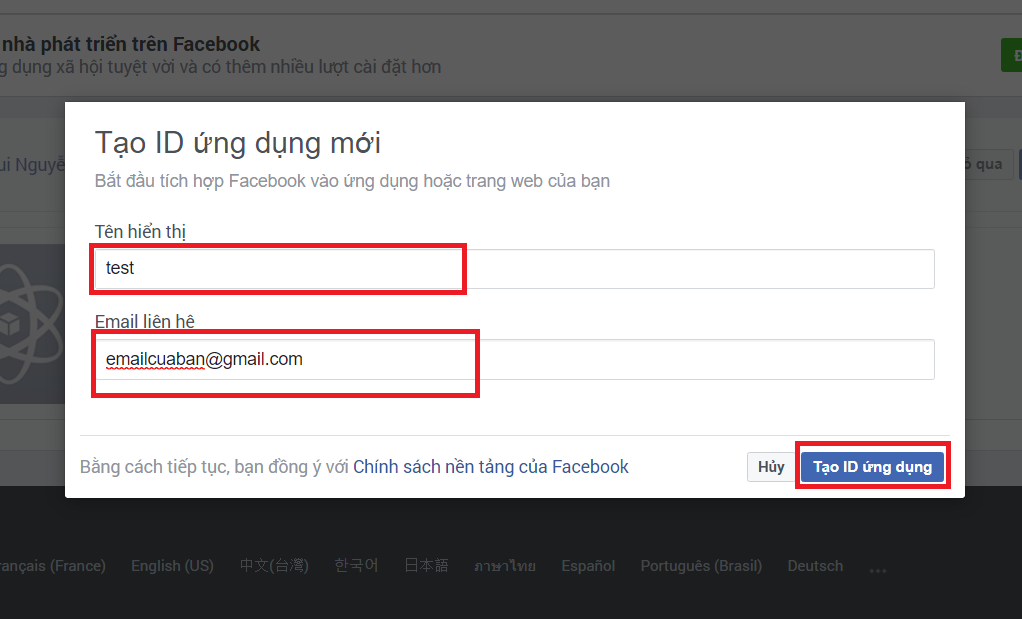 nhà phát triển trên Facebook
dụng xã hội tuyệt vời và có thêm nhiều lượt cài đặt hơn
Tạo ID ứng dụng mới
Bắt đầu tích hợp Facebook vào ứng dụng hoặc trang web của bạn
qua
Tên hiển thị
test
Email liên hệ
emailcuaban@gmail.com
Bằng cách tiếp tục, bạn đồng ý với Chính sách nền tảng của Facebook
Hủy
Tạo ID ứng dụng
(France)
English (US)
中文(台灣)
한국어
日本語
ภาษาไทย
Español
Português (Brasil)
Deutsch
...